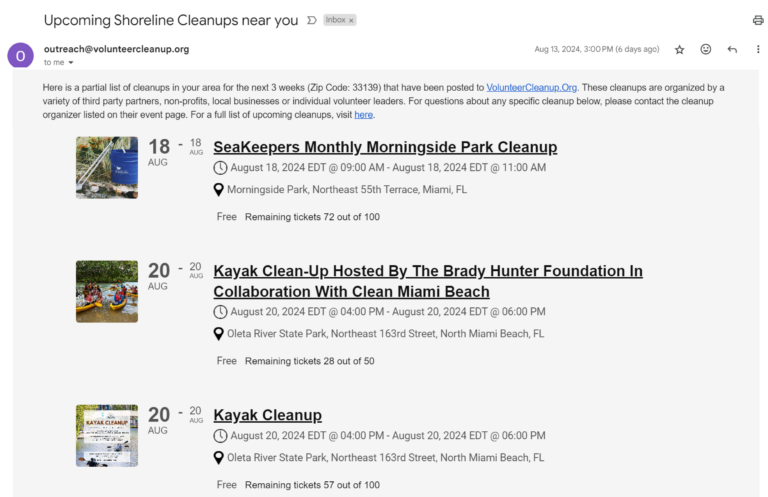 Upcoming Shoreline Cleanups near you Inbox x
O
outreach@volunteercleanup.org Aug 13, 2024, 3:00 PM (6 days ago)
to me
Here is a partial list of cleanups in your area for the next 3 weeks (Zip Code: 33139) that have been posted to VolunteerCleanup.Org. These cleanups are organized by a
variety of third party partners, non-profits, local businesses or individual volunteer leaders. For questions about any specific cleanup below, please contact the cleanup
organizer listed on their event page. For a full list of upcoming cleanups, visit here.
18 AUG - 18 AUG
SeaKeepers Monthly Morningside Park Cleanup
August 18, 2024 EDT @ 09:00 AM - August 18, 2024 EDT @ 11:00 AM
Morningside Park, Northeast 55th Terrace, Miami, FL
Free Remaining tickets 72 out of 100
20 AUG - 20 AUG
Kayak Clean-Up Hosted By The Brady Hunter Foundation In
Collaboration With Clean Miami Beach
August 20, 2024 EDT @ 04:00 PM - August 20, 2024 EDT @ 06:00 PM
Oleta River State Park, Northeast 163rd Street, North Miami Beach, FL
Free Remaining tickets 28 out of 50
KAYAK CLEANUP
20 AUG - 20 AUG
Kayak Cleanup
August 20, 2024 EDT @ 04:00 PM - August 20, 2024 EDT @ 06:00 PM
Oleta River State Park, Northeast 163rd Street, North Miami Beach, FL
Free Remaining tickets 57 out of 100